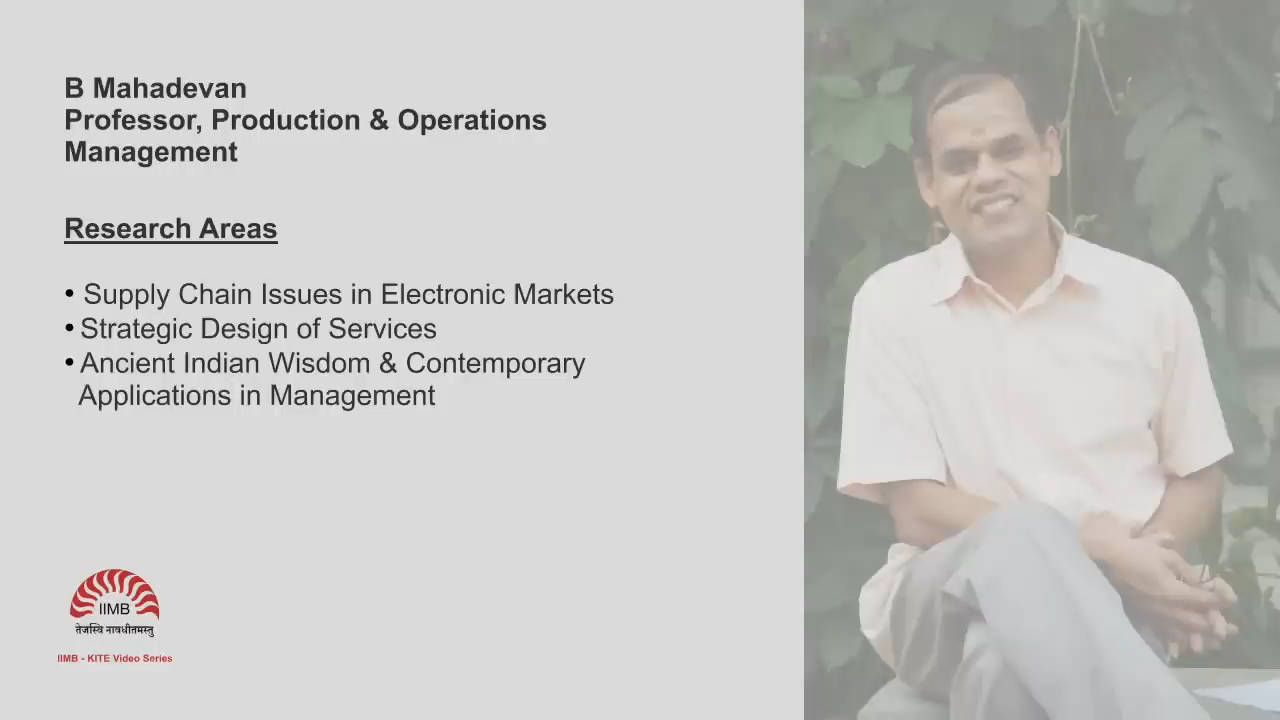 B Mahadevan
Professor, Production & Operations
Management
Research Areas
• Supply Chain Issues in Electronic Markets
• Strategic Design of Services
• Ancient Indian Wisdom & Contemporary
Applications in Management
IIMB
तेजस्वि नावधीतमस्तु
IIMB - KITE Video Series